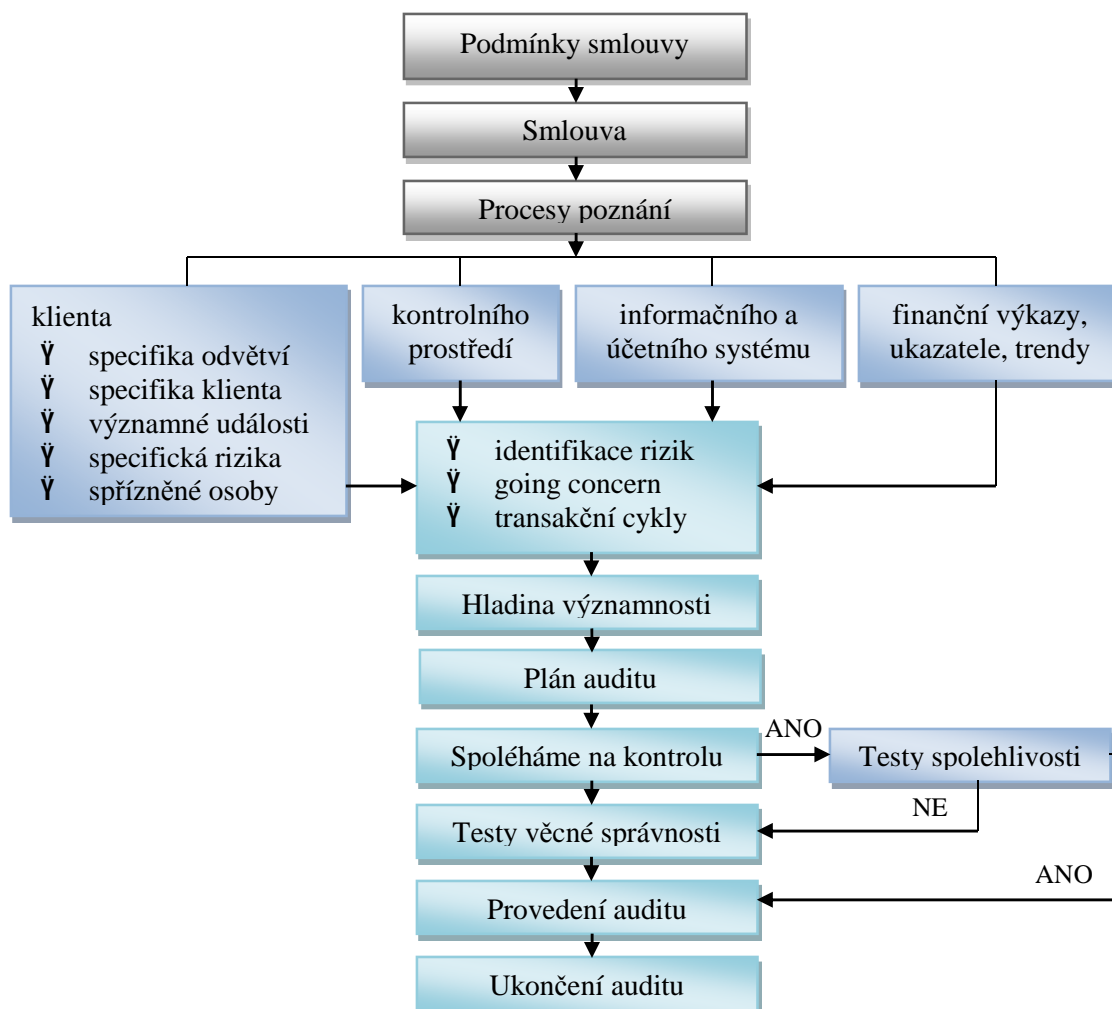 Podmínky smlouvy
Smlouva
Procesy poznání
klienta
Ÿ specifika odvětví
Ÿ specifika klienta
Ÿ významné události
Ÿ specifická rizika
Ÿ spřízněné osoby
kontrolního
prostředí
informačního a
účetního systému
finanční výkazy,
ukazatele, trendy
Ÿ identifikace rizik
Ÿ going concern
Ÿ transakční cykly
Hladina významnosti
Plán auditu
Spoléháme na kontrolu
ANO
Testy spolehlivosti
NE
Testy věcné správnosti
ANO
Provedení auditu
Ukončení auditu